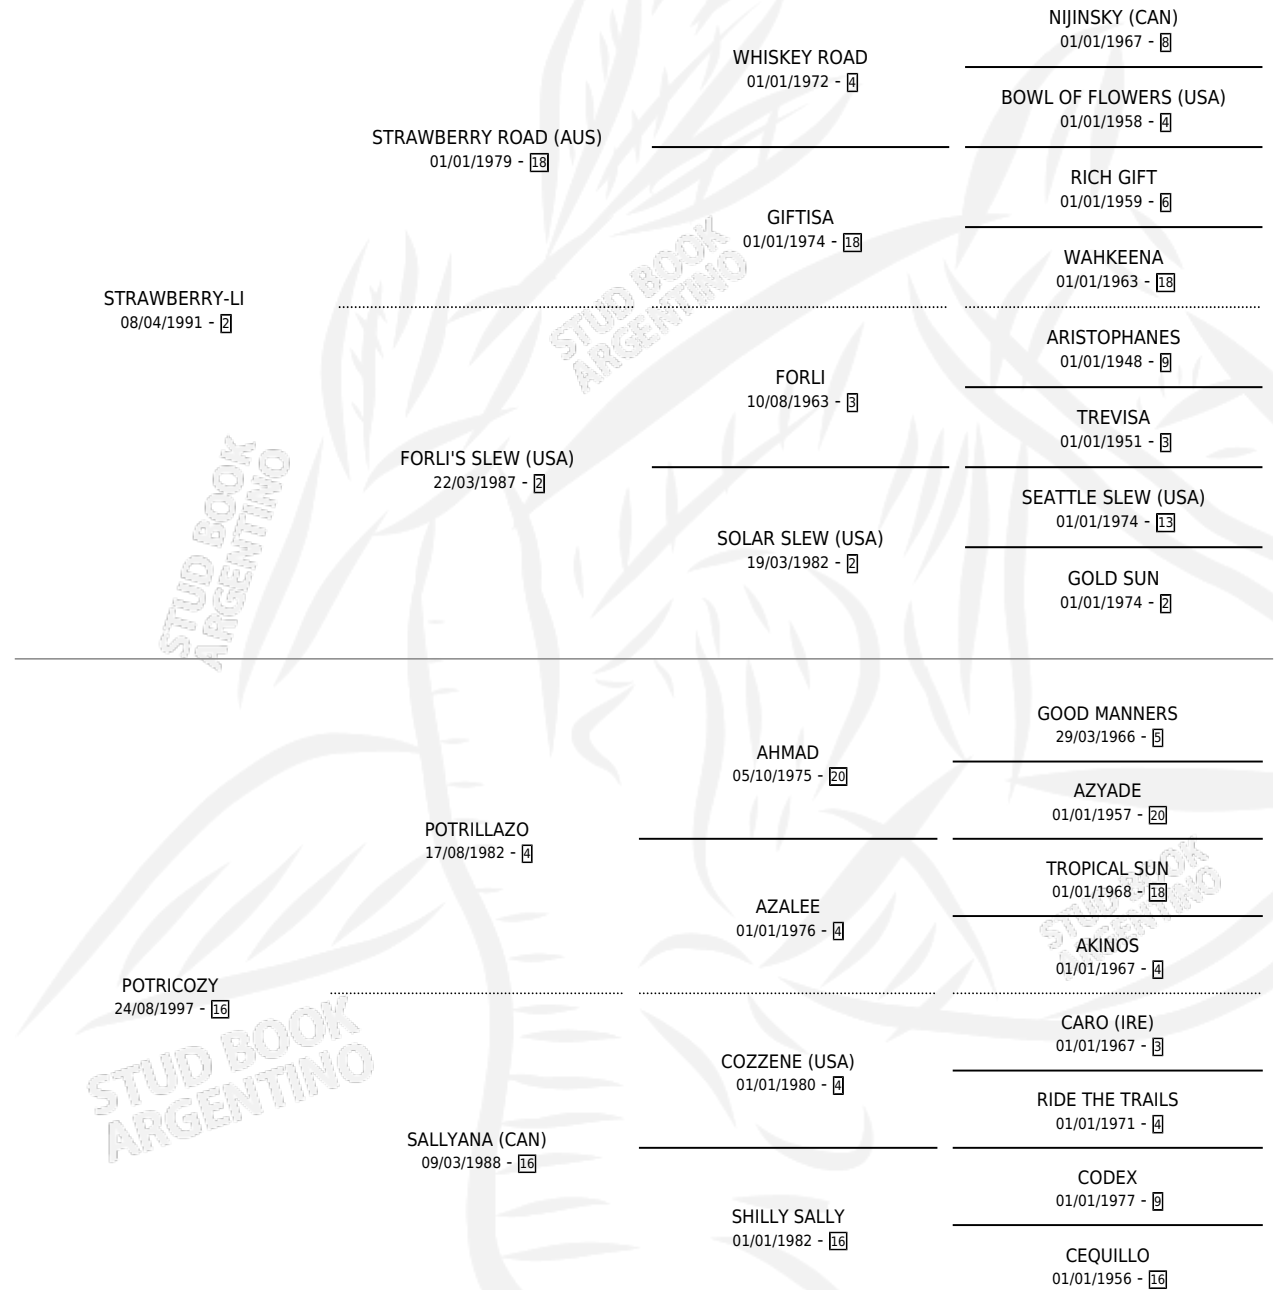 NIJINSKY (CAN)
01/01/1967 - 8
WHISKEY ROAD
01/01/1972 - 4
BOWL OF FLOWERS (USA)
01/01/1958 - 4
STRAWBERRY ROAD (AUS)
01/01/1979 - 18
RICH GIFT
01/01/1959 - 6
GIFTISA
01/01/1974 - 18
WAHKEENA
01/01/1963 - 18
STRAWBERRY-LI
08/04/1991 - 2
ARISTOPHANES
01/01/1948 - 9
FORLI
10/08/1963 - 3
TREVISA
01/01/1951 - 3
FORLI'S SLEW (USA)
22/03/1987 - 2
SEATTLE SLEW (USA)
01/01/1974 - 13
SOLAR SLEW (USA)
19/03/1982 - 2
GOLD SUN
01/01/1974 - 2
GOOD MANNERS
29/03/1966 - 5
AHMAD
05/10/1975 - 20
AZYADE
01/01/1957 - 20
POTRILLAZO
17/08/1982 - 4
TROPICAL SUN
01/01/1968 - 18
AZALEE
01/01/1976 - 4
AKINOS
01/01/1967 - 4
POTRICOZY
24/08/1997 - 16
CARO (IRE)
01/01/1967 - 3
COZZENE (USA)
01/01/1980 - 4
RIDE THE TRAILS
01/01/1971 - 4
SALLYANA (CAN)
09/03/1988 - 16
CODEX
01/01/1977 - 9
SHILLY SALLY
01/01/1982 - 16
CEQUILLO
01/01/1956 - 16
STUD BOOK
ARGENTINO
STUD BOOK
ARGENTINO
STUD BOOK
ARGENTINO
STUD BOOK
ARGENTINO